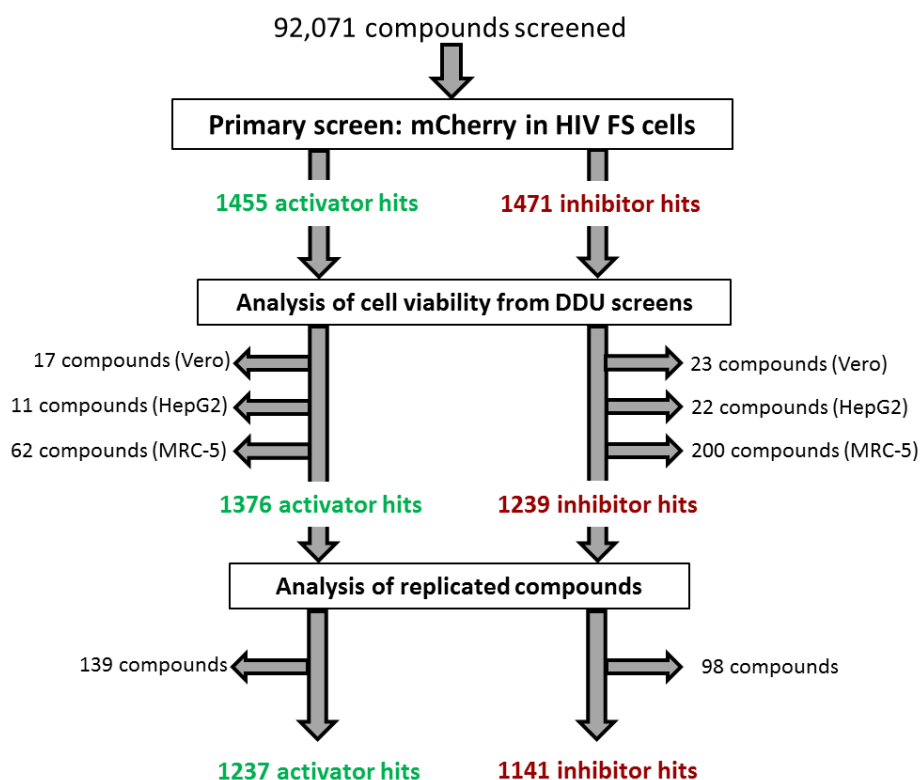 92,071 compounds screened
Primary screen: mCherry in HIV FS cells
1455 activator hits
1471 inhibitor hits
Analysis of cell viability from DDU screens
17 compounds (Vero)
23 compounds (Vero)
11 compounds (HepG2)
22 compounds (HepG2)
62 compounds (MRC-5)
200 compounds (MRC-5)
1376 activator hits
1239 inhibitor hits
Analysis of replicated compounds
139 compounds
98 compounds
1237 activator hits
1141 inhibitor hits